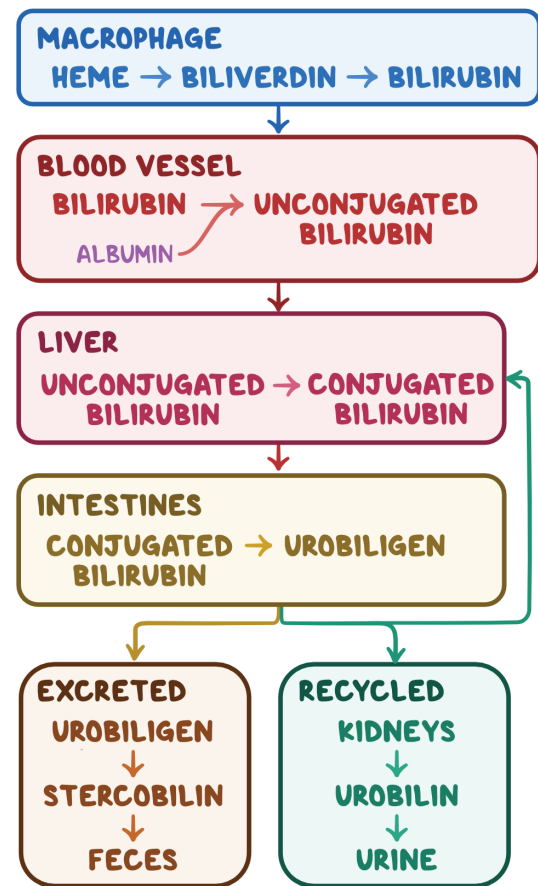 MACROPHAGE
HEME → BILIVERDIN → BILIRUBIN
BLOOD VESSEL
BILIRUBIN → UNCONJUGATED
BILIRUBIN
ALBUMIN
LIVER
UNCONJUGATED → CONJUGATED
BILIRUBIN BILIRUBIN
INTESTINES
CONJUGATED → UROBILIGEN
BILIRUBIN
EXCRETED
UROBILIGEN
STERCOBILIN
FECES
RECYCLED
KIDNEYS
UROBILIN
URINE